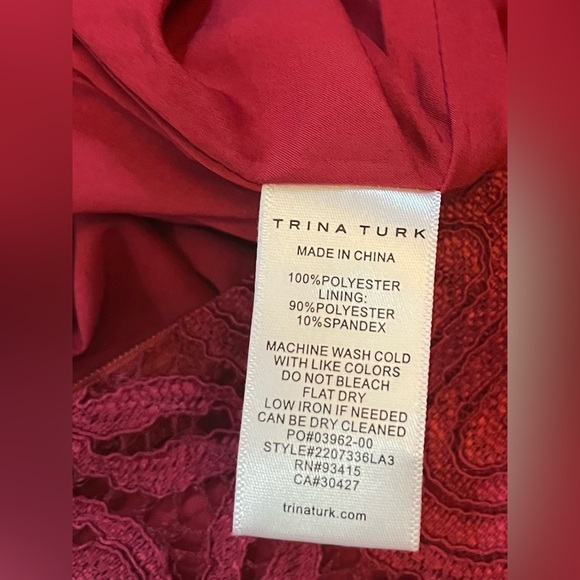 TRINA TURK
MADE IN CHINA
100%POLYESTER
LINING:
90%POLYESTER
10%SPANDEX
MACHINE WASH COLD
WITH LIKE COLORS
DO NOT BLEACH
FLAT DRY
LOW IRON IF NEEDED
CAN BE DRY CLEANED
PO#03962-00
STYLE#2207336LA3
RN#93415
CA#30427
trinaturk.com